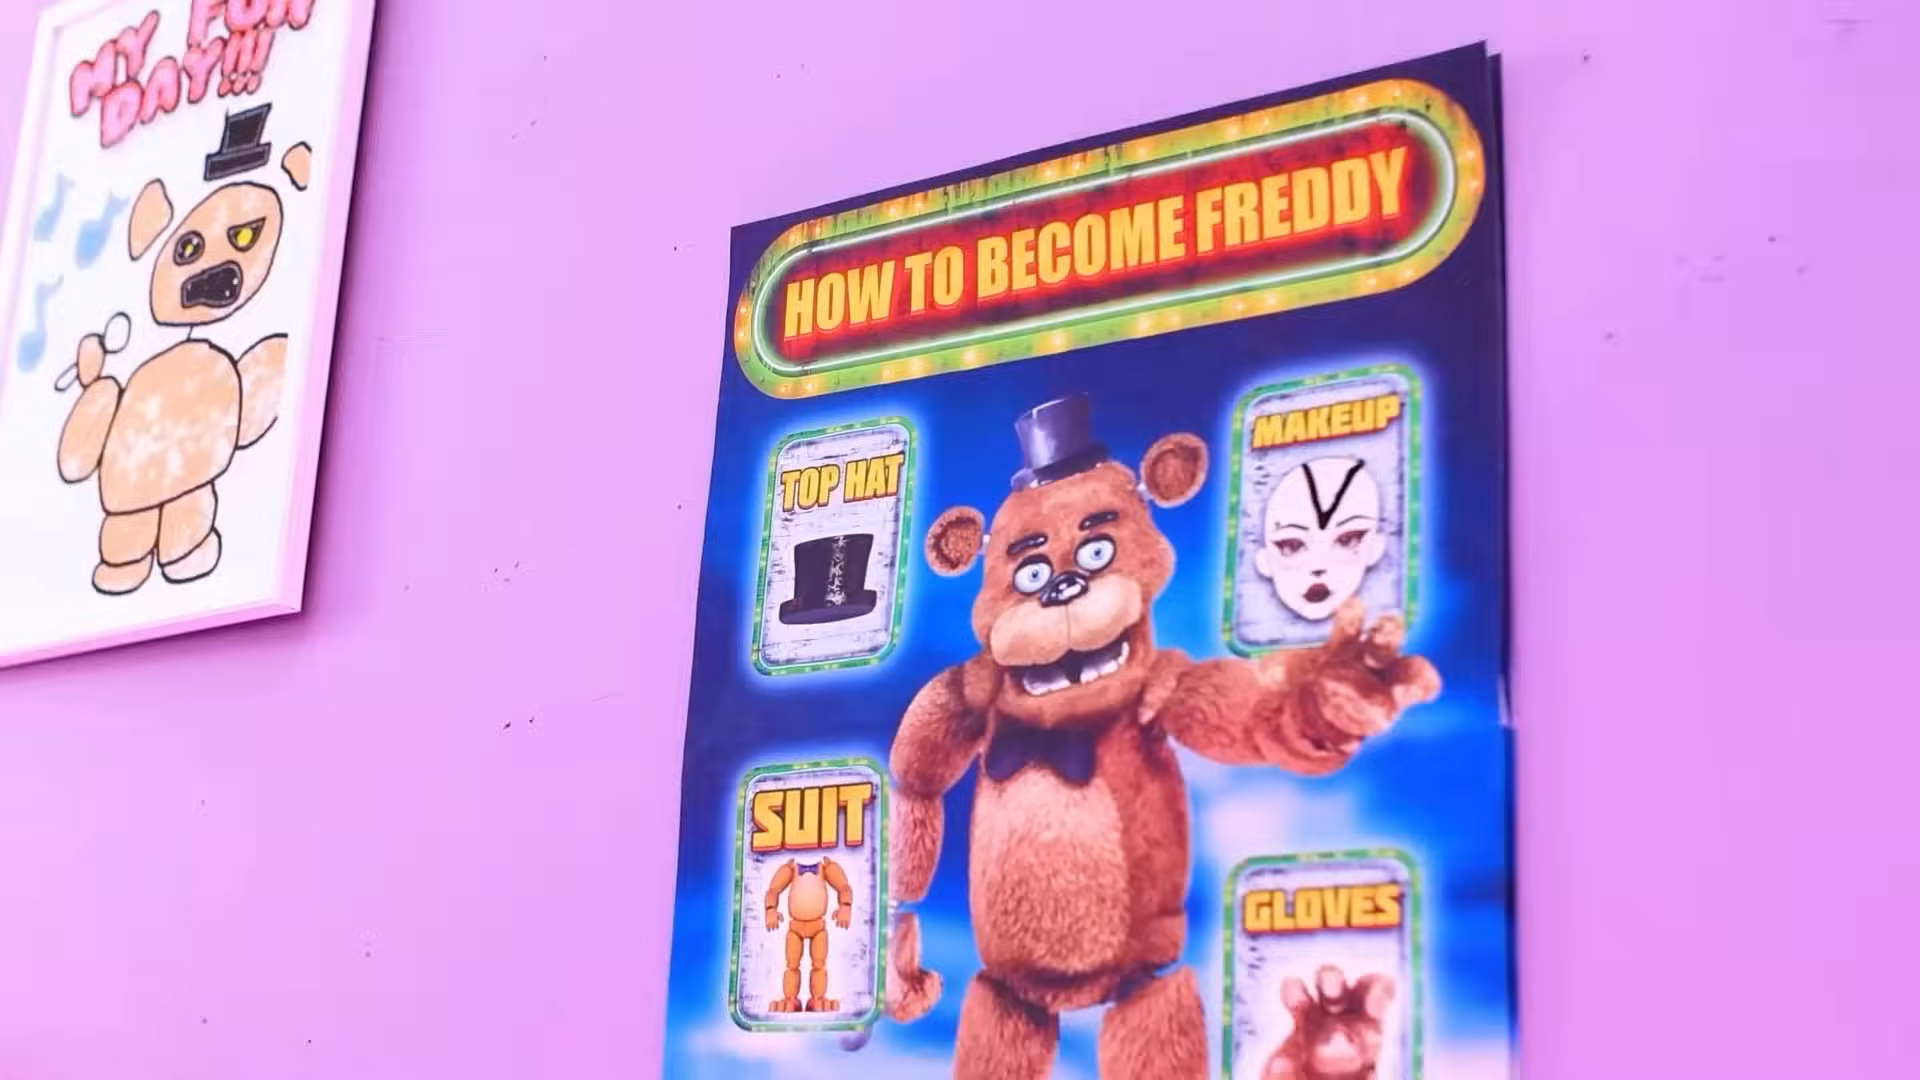 MY FUN
DAY!!!
HOW TO BECOME FREDDY
TOP HAT
MAKEUP
SUIT
GLOVES